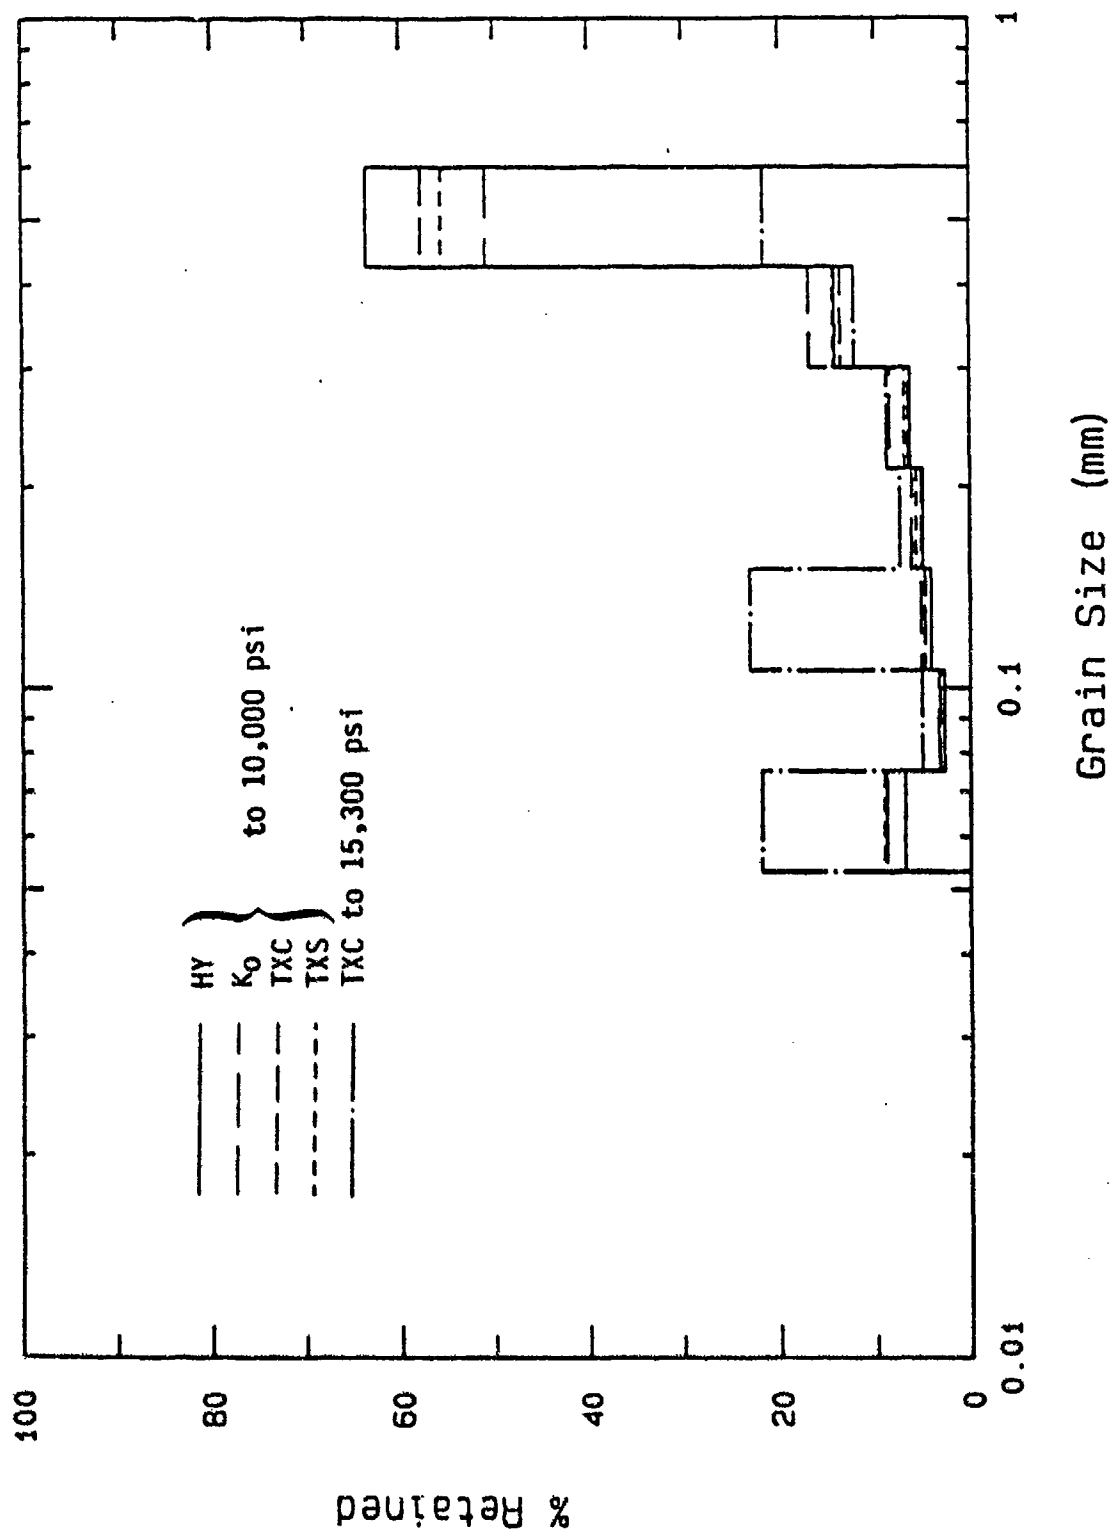 % Retained
100
80
60
40
20
0
HY
K0
TXC
TXS
to 10,000 psi
TXC to 15,300 psi
0.01
0.1
1
Grain Size (mm)